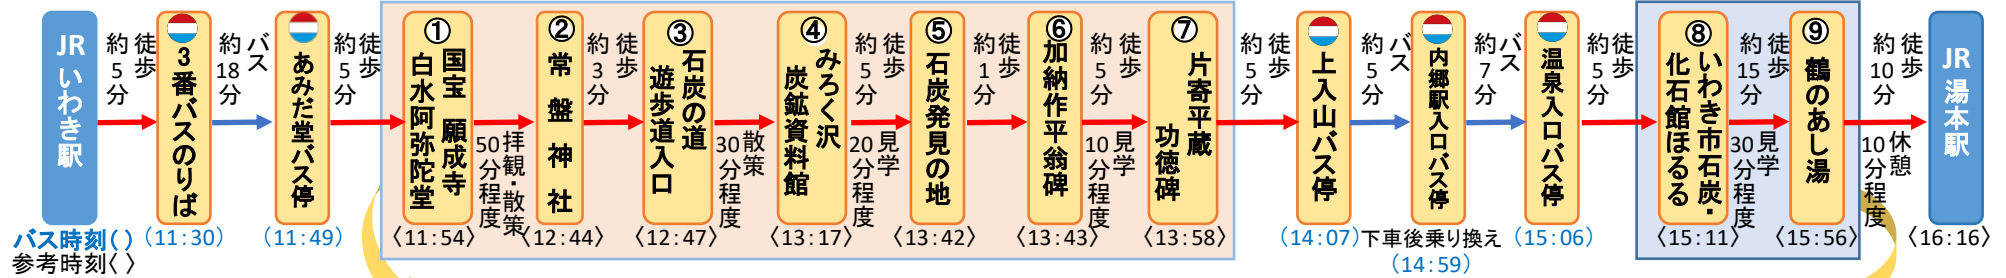 JRいわき駅
徒歩
約5分
3番バスのりば
(11:30)
バス
約18分
あみだ堂バス停
(11:49)
徒歩
約5分
①
国宝 願成寺
白水阿弥陀堂
〈11:54〉
拝観・散策
50分程度
②
常盤神社
〈12:44〉
徒歩
約3分
③
石炭の道
遊歩道入口
〈12:47〉
散策
30分程度
④
みろく沢
炭鉱資料館
〈13:17〉
徒歩
約5分
見学
20分程度
⑤
石炭発見の地
〈13:42〉
徒歩
約1分
⑥
加納作平翁碑
〈13:43〉
徒歩
約5分
見学
10分程度
⑦
片寄平蔵
功徳碑
〈13:58〉
徒歩
約5分
上入山バス停
(14:07)
バス
約5分
内郷駅入口バス停
下車後乗り換え
(14:59)
バス
約7分
温泉入口バス停
(15:06)
徒歩
約5分
⑧
いわき市石炭・
化石館ほるる
〈15:11〉
徒歩
約15分
見学
30分程度
⑨
鶴のあし湯
〈15:56〉
徒歩
約10分
休憩
10分程度
JR湯本駅
〈16:16〉
バス時刻( )
参考時刻〈 〉